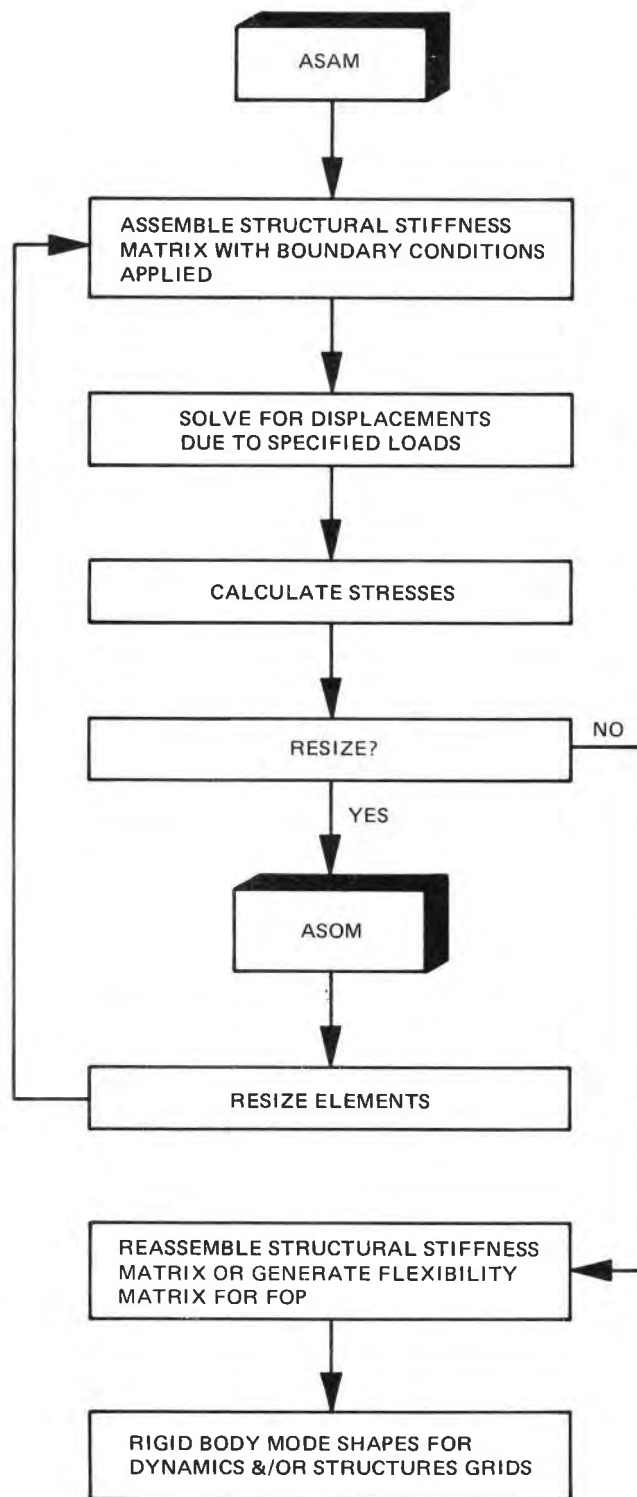 ASAM
ASSEMBLE STRUCTURAL STIFFNESS
MATRIX WITH BOUNDARY CONDITIONS
APPLIED
SOLVE FOR DISPLACEMENTS
DUE TO SPECIFIED LOADS
CALCULATE STRESSES
RESIZE?
NO
YES
ASOM
RESIZE ELEMENTS
REASSEMBLE STRUCTURAL STIFFNESS
MATRIX OR GENERATE FLEXIBILITY
MATRIX FOR FOP
RIGID BODY MODE SHAPES FOR
DYNAMICS &/OR STRUCTURES GRIDS